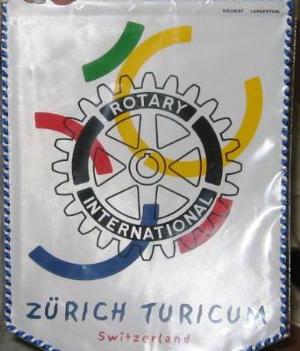 ROTARY
INTERNATIONAL
ZÜRICH TURICUM
Switzerland